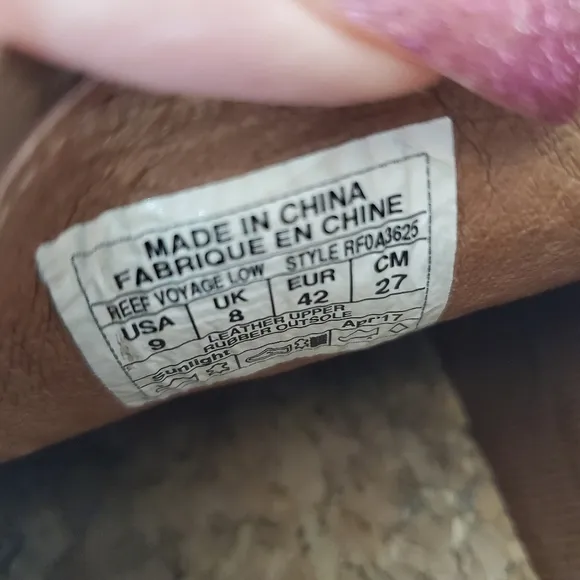 MADE IN CHINA
FABRIQUE EN CHINE
REEF VOYAGE LOW STYLE RF0A3625
USA UK EUR CM
9 8 42 27
LEATHER UPPER
RUBBER OUTSOLE
Sunlight Apr'17